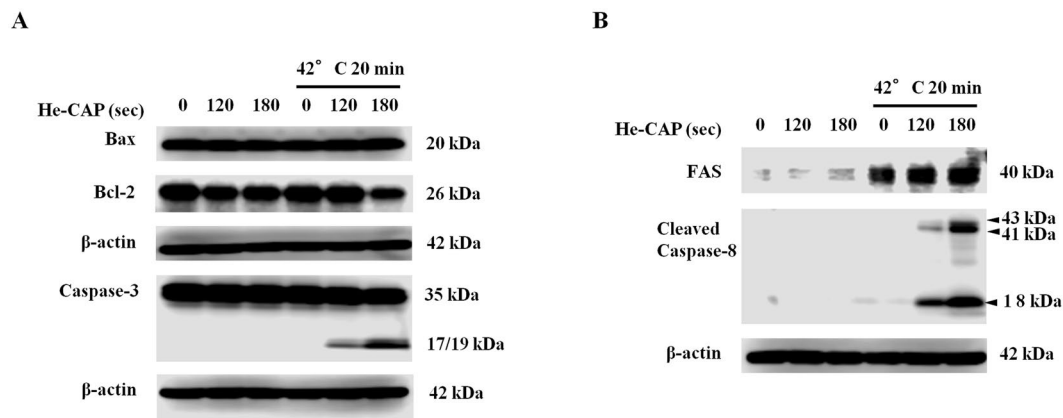 A
42° C 20 min
He-CAP (sec) 0 120 180 0 120 180
Bax 20 kDa
Bcl-2 26 kDa
β-actin 42 kDa
Caspase-3 35 kDa
17/19 kDa
β-actin 42 kDa
B
42° C 20 min
He-CAP (sec) 0 120 180 0 120 180
FAS 40 kDa
43 kDa
Cleaved 41 kDa
Caspase-8
1 8 kDa
β-actin 42 kDa